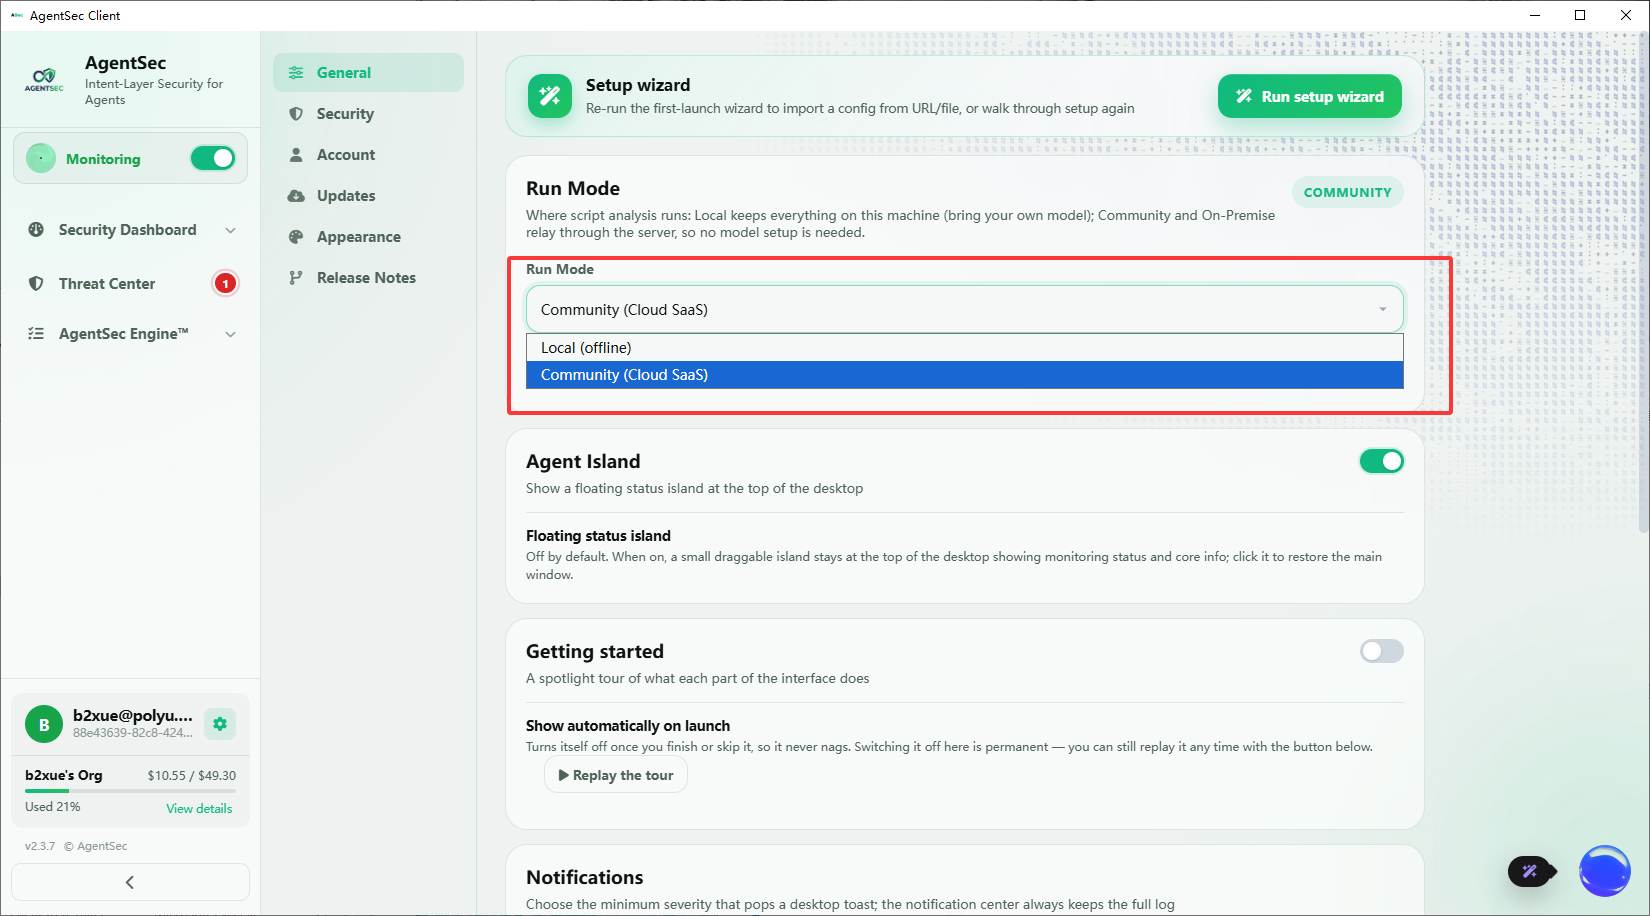 AgentSec Client
AgentSec
Intent-Layer Security for
Agents
AGENTSEC
Monitoring
Security Dashboard
Threat Center
1
AgentSec Engine™
B
b2xue@polyu....
88e43639-82c8-424...
b2xue's Org
$10.55 / $49.30
Used 21%
View details
v2.3.7 © AgentSec
General
Security
Account
Updates
Appearance
Release Notes
Setup wizard
Re-run the first-launch wizard to import a config from URL/file, or walk through setup again
Run setup wizard
Run Mode
COMMUNITY
Where script analysis runs: Local keeps everything on this machine (bring your own model); Community and On-Premise
relay through the server, so no model setup is needed.
Run Mode
Community (Cloud SaaS)
Local (offline)
Community (Cloud SaaS)
Agent Island
Show a floating status island at the top of the desktop
Floating status island
Off by default. When on, a small draggable island stays at the top of the desktop showing monitoring status and core info; click it to restore the main
window.
Getting started
A spotlight tour of what each part of the interface does
Show automatically on launch
Turns itself off once you finish or skip it, so it never nags. Switching it off here is permanent — you can still replay it any time with the button below.
Replay the tour
Notifications
Choose the minimum severity that pops a desktop toast; the notification center always keeps the full log